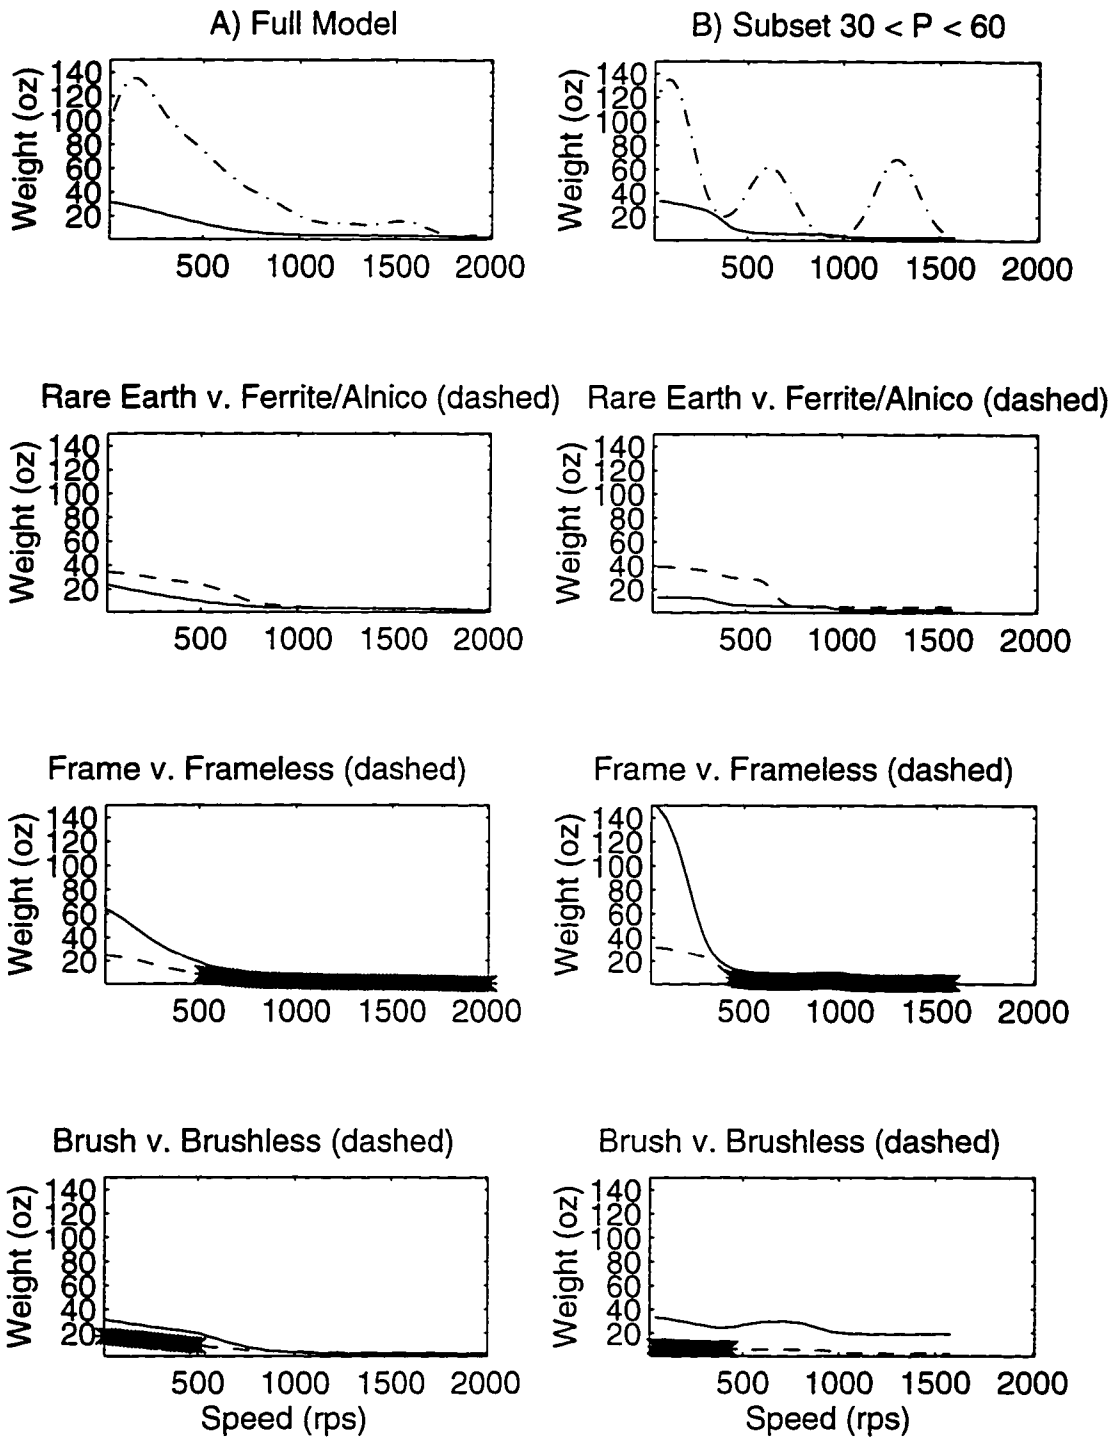 A) Full Model
B) Subset 30 < P < 60
Weight (oz)
140
120
100
80
60
40
20
500 1000 1500 2000
Weight (oz)
140
120
100
80
60
40
20
500 1000 1500 2000
Rare Earth v. Ferrite/Alnico (dashed)
Rare Earth v. Ferrite/Alnico (dashed)
Weight (oz)
140
120
100
80
60
40
20
500 1000 1500 2000
Weight (oz)
140
120
100
80
60
40
20
500 1000 1500 2000
Frame v. Frameless (dashed)
Frame v. Frameless (dashed)
Weight (oz)
140
120
100
80
60
40
20
500 1000 1500 2000
Weight (oz)
140
120
100
80
60
40
20
500 1000 1500 2000
Brush v. Brushless (dashed)
Brush v. Brushless (dashed)
Weight (oz)
140
120
100
80
60
40
20
500 1000 1500 2000
Speed (rps)
Weight (oz)
140
120
100
80
60
40
20
500 1000 1500 2000
Speed (rps)